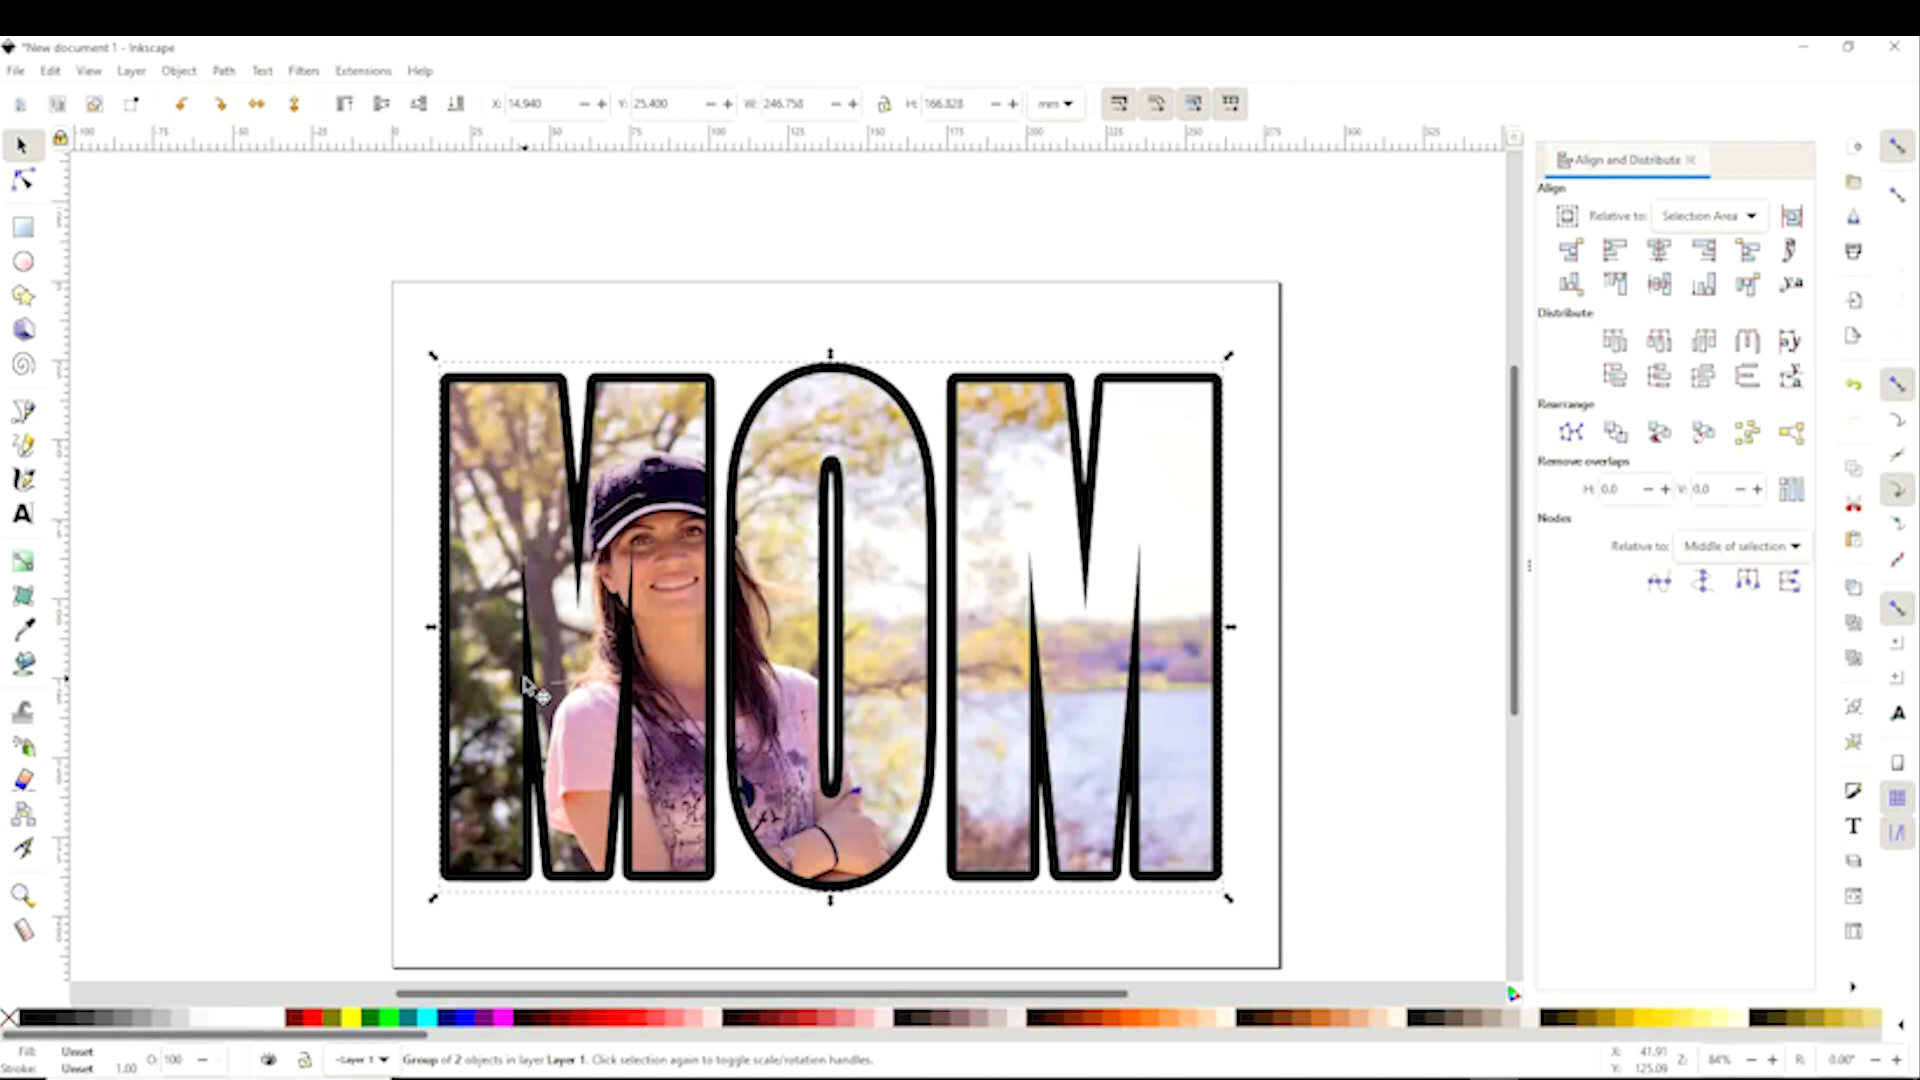 *New document 1 - Inkscape
File Edit View Layer Object Path Text Filters Extensions Help
X: 14.940 Y: 25.400 W: 246.758 H: 166.828 mm
Align and Distribute
Align
Relative to: Selection Area
Distribute
Rearrange
Remove overlaps
H: 0.0 V: 0.0
Nodes
Relative to: Middle of selection
MOM
Fill: Unset
Stroke: Unset 1.00
O: 100
Layer 1
Group of 2 objects in layer Layer 1. Click selection again to toggle scale/rotation handles.
X: 41.91
Y: 125.09
Z: 84%
R: 0.00°